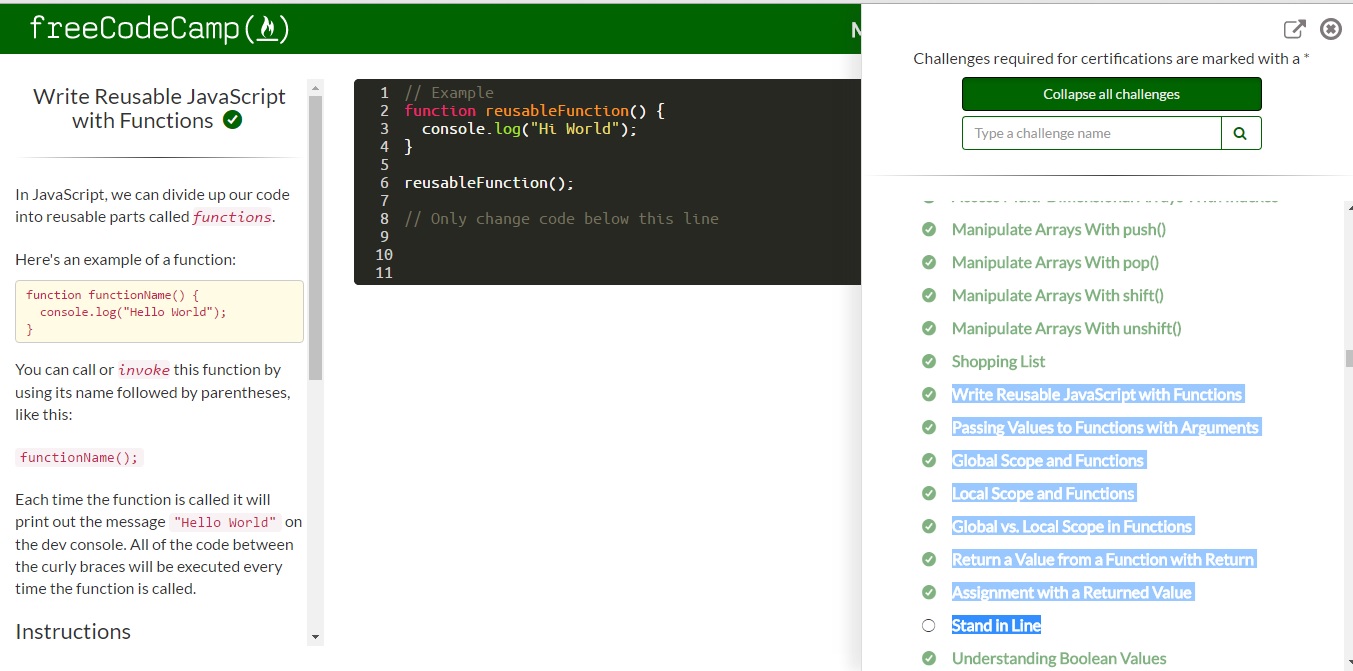 freeCodeCamp
Write Reusable JavaScript
with Functions
In JavaScript, we can divide up our code
into reusable parts called functions.
Here's an example of a function:
function functionName() {
console.log("Hello World");
}
You can call or invoke this function by
using its name followed by parentheses,
like this:
functionName();
Each time the function is called it will
print out the message "Hello World" on
the dev console. All of the code between
the curly braces will be executed every
time the function is called.
Instructions
1 // Example
2 function reusableFunction() {
3 console.log("Hi World");
4 }
5
6 reusableFunction();
7
8 // Only change code below this line
9
10
11
Challenges required for certifications are marked with a *
Collapse all challenges
Type a challenge name
Manipulate Arrays With push()
Manipulate Arrays With pop()
Manipulate Arrays With shift()
Manipulate Arrays With unshift()
Shopping List
Write Reusable JavaScript with Functions
Passing Values to Functions with Arguments
Global Scope and Functions
Local Scope and Functions
Global vs. Local Scope in Functions
Return a Value from a Function with Return
Assignment with a Returned Value
Stand in Line
Understanding Boolean Values